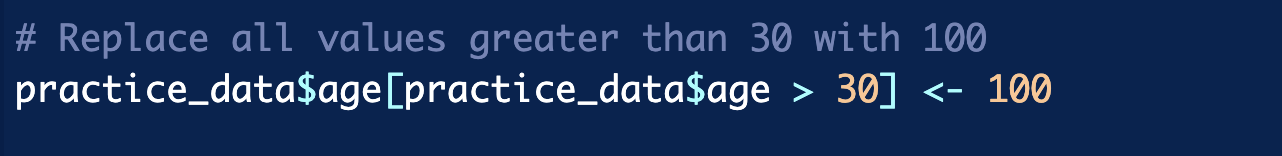 # Replace all values greater than 30 with 100
practice_data$age[practice_data$age > 30] <- 100